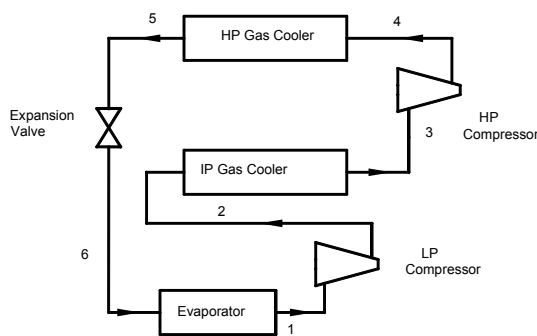 5
4
HP Gas Cooler
Expansion
Valve
HP
Compressor
3
IP Gas Cooler
2
6
LP
Compressor
Evaporator
1